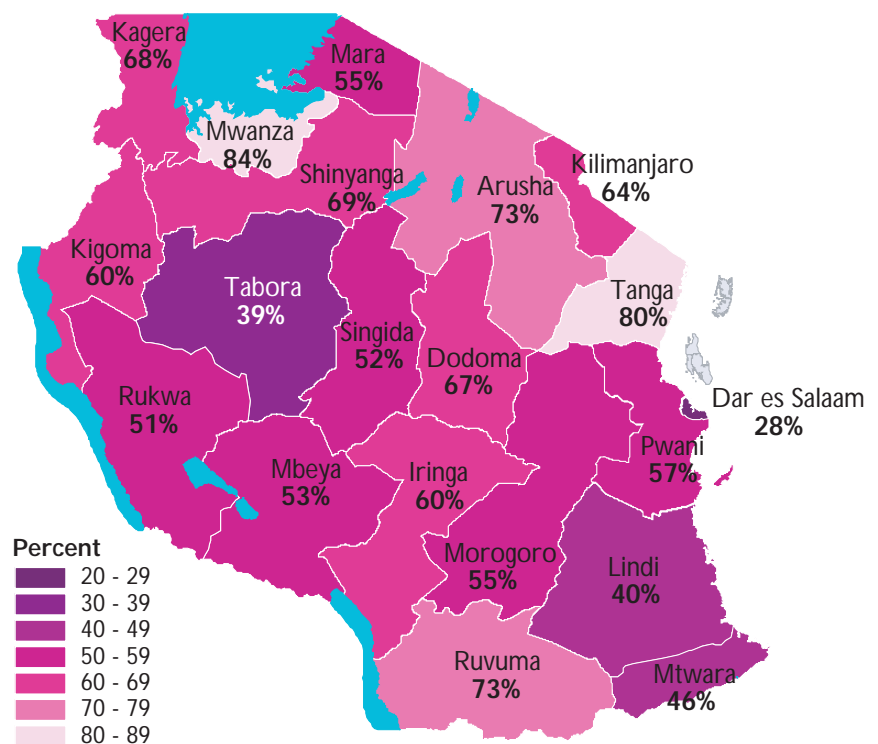 Kagera
68%
Mara
55%
Mwanza
84%
Shinyanga
69%
Arusha
73%
Kilimanjaro
64%
Kigoma
60%
Tabora
39%
Singida
52%
Dodoma
67%
Tanga
80%
Rukwa
51%
Mbeya
53%
Iringa
60%
Dar es Salaam
28%
Pwani
57%
Morogoro
55%
Lindi
40%
Ruvuma
73%
Mtwara
46%
Percent
20 - 29
30 - 39
40 - 49
50 - 59
60 - 69
70 - 79
80 - 89